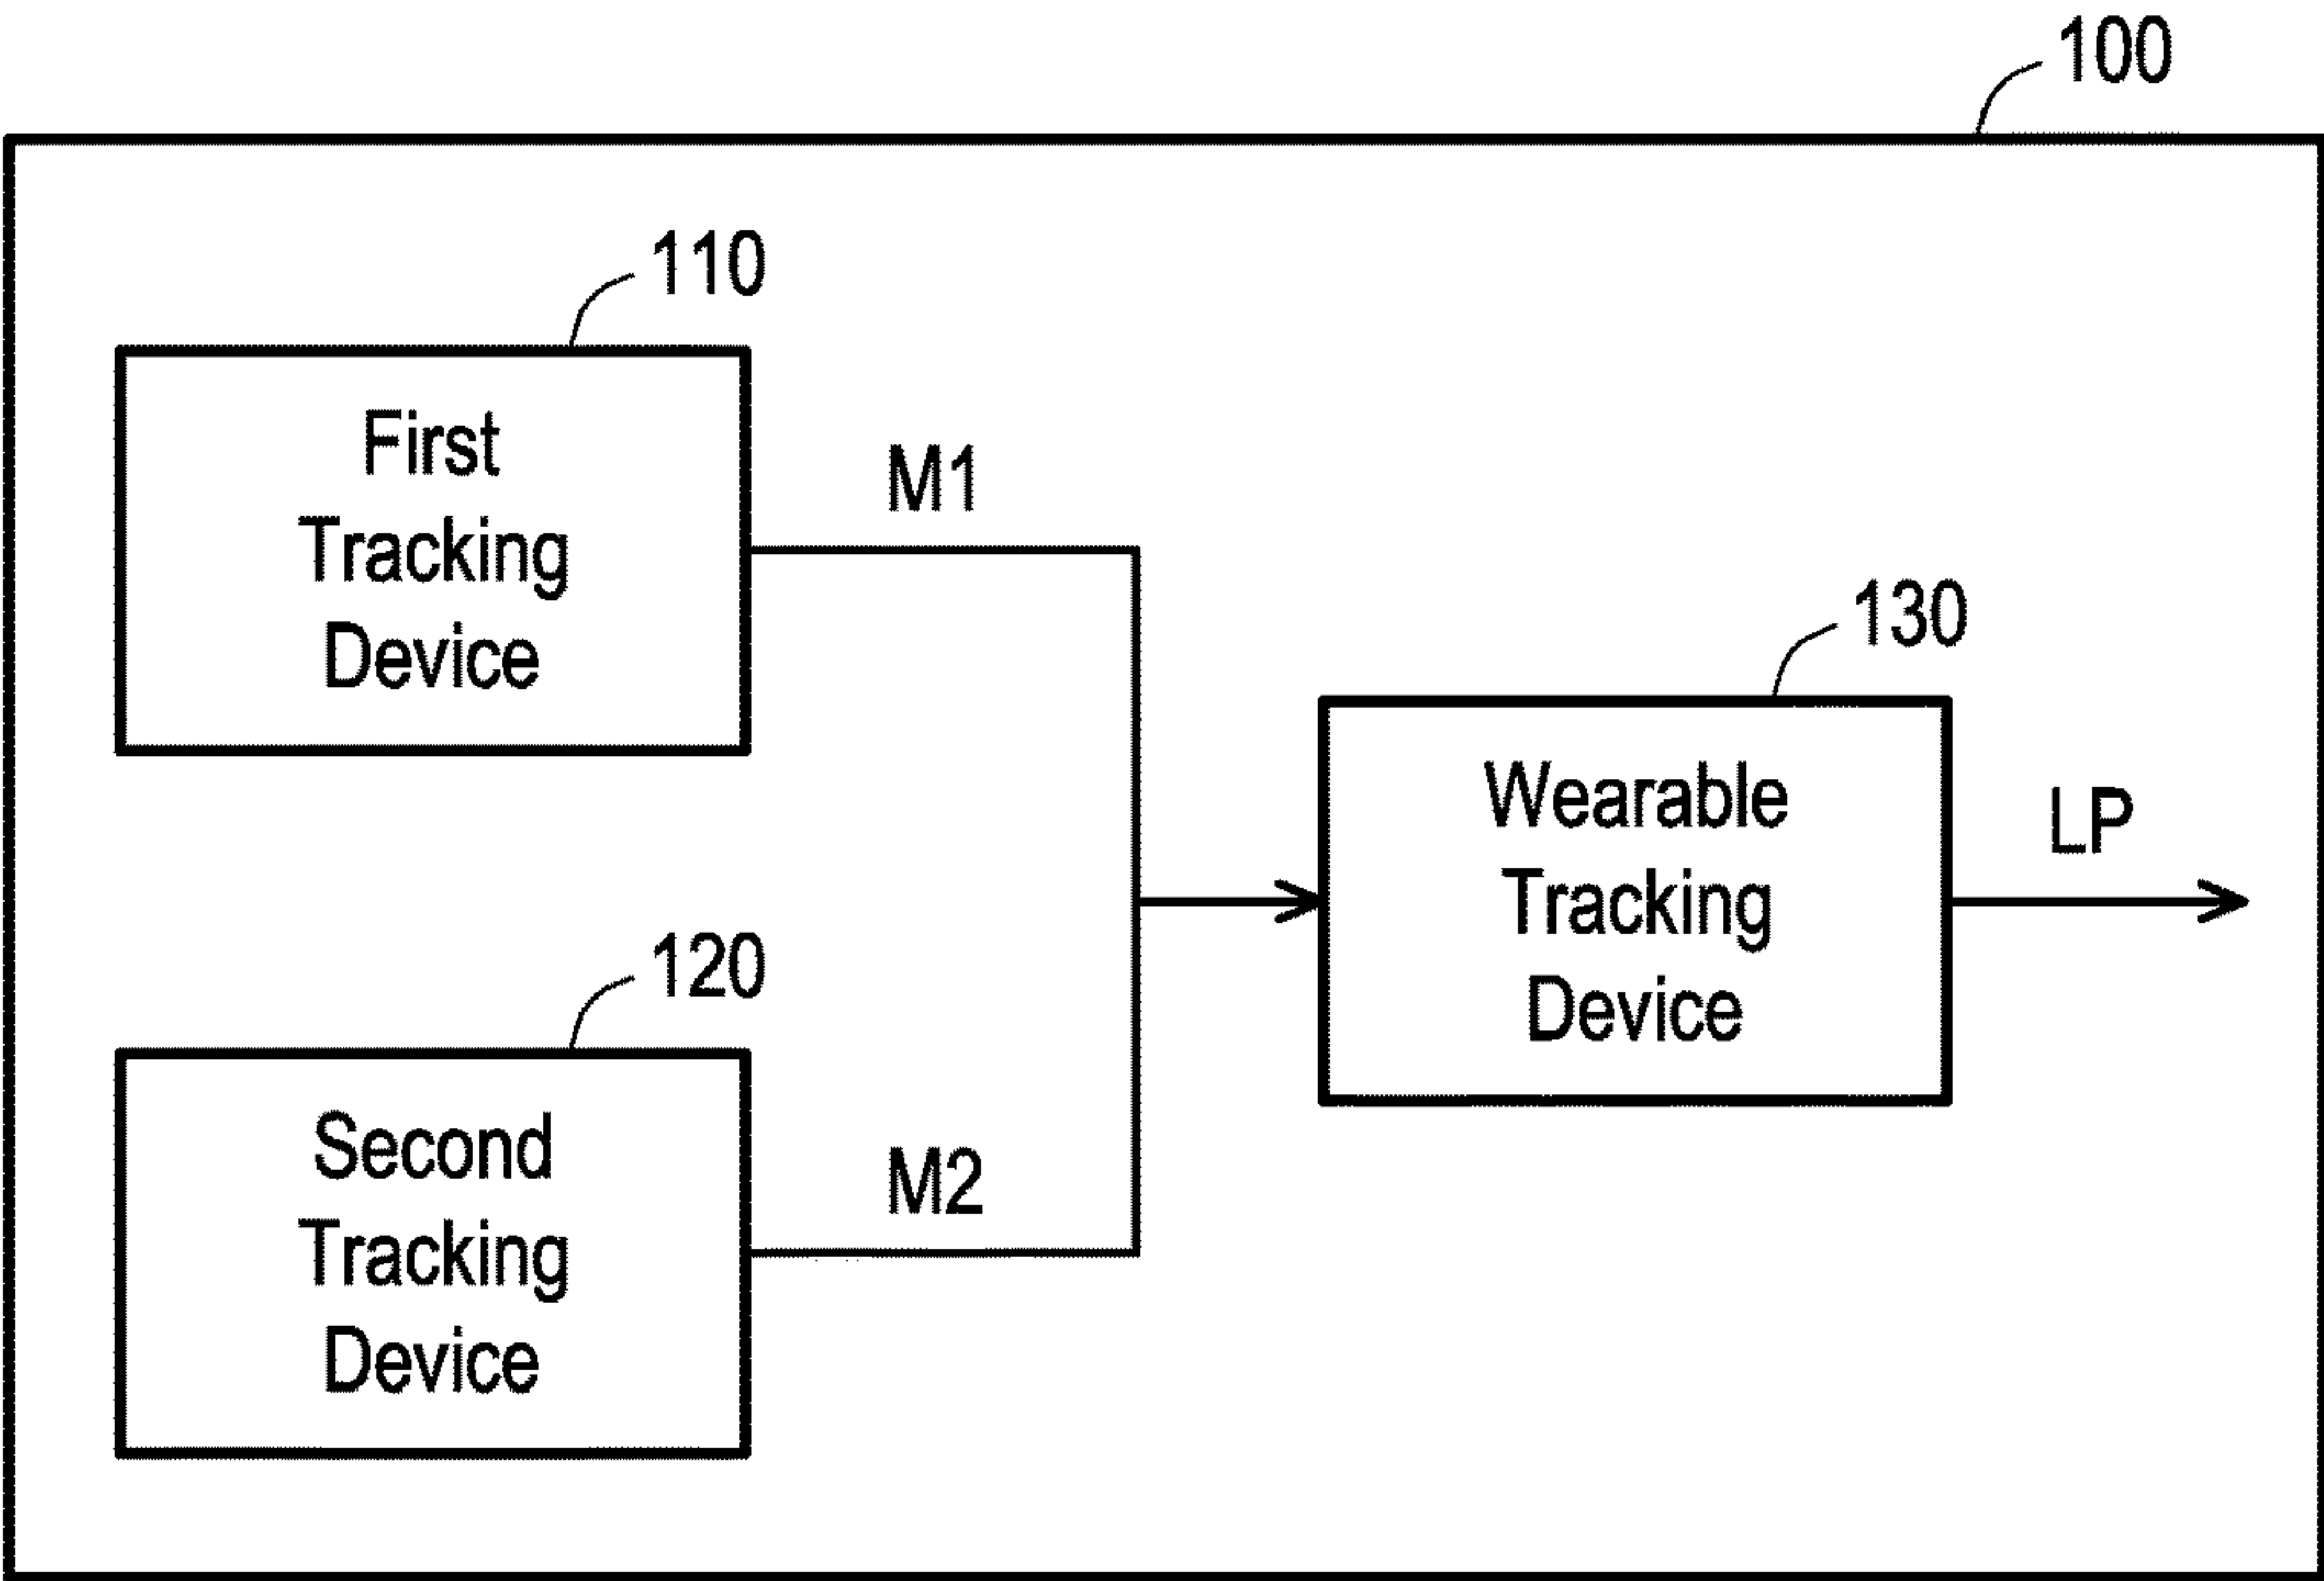 100
110
First
Tracking
Device
M1
130
Wearable
Tracking
Device
LP
120
Second
Tracking
Device
M2